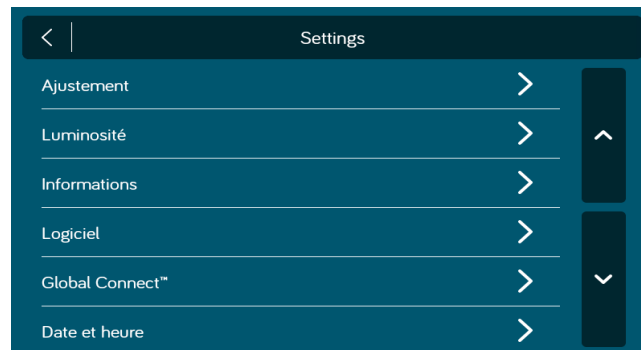 Settings
Ajustement
Luminosité
Informations
Logiciel
Global Connect™
Date et heure